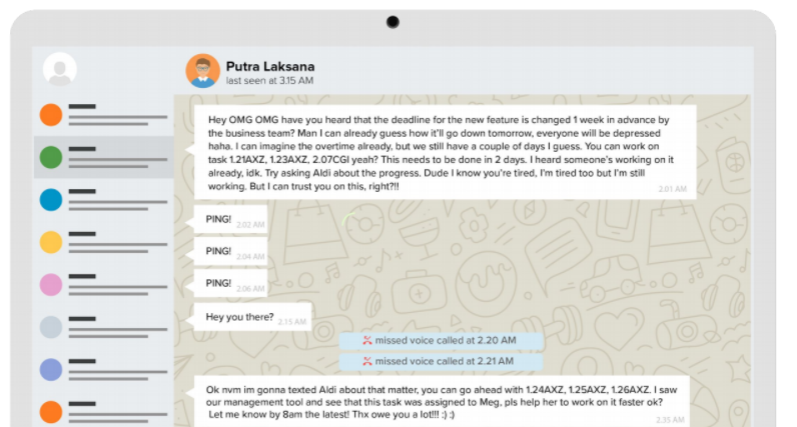 Putra Laksana
last seen at 3.15 AM
Hey OMG OMG have you heard that the deadline for the new feature is changed 1 week in advance by
the business team? Man I can already guess how it'll go down tomorrow, everyone will be depressed
haha. I can imagine the overtime already, but we still have a couple of days I guess. You can work on
task 1.21AXZ, 1.23AXZ, 2.07CGI yeah? This needs to be done in 2 days. I heard someone's working on it
already, idk. Try asking Aldi about the progress. Dude I know you're tired, I'm tired too but I'm still
working. But I can trust you on this, right?!!
2.01 AM
PING! 2.02 AM
PING! 2.04 AM
PING! 2.06 AM
Hey you there? 2.15 AM
missed voice called at 2.20 AM
missed voice called at 2.21 AM
Ok nvm im gonna texted Aldi about that matter, you can go ahead with 1.24AXZ, 1.25AXZ, 1.26AXZ. I saw
our management tool and see that this task was assigned to Meg, pls help her to work on it faster ok?
Let me know by 8am the latest! Thx owe you a lot!!! :) :)
2.35 AM